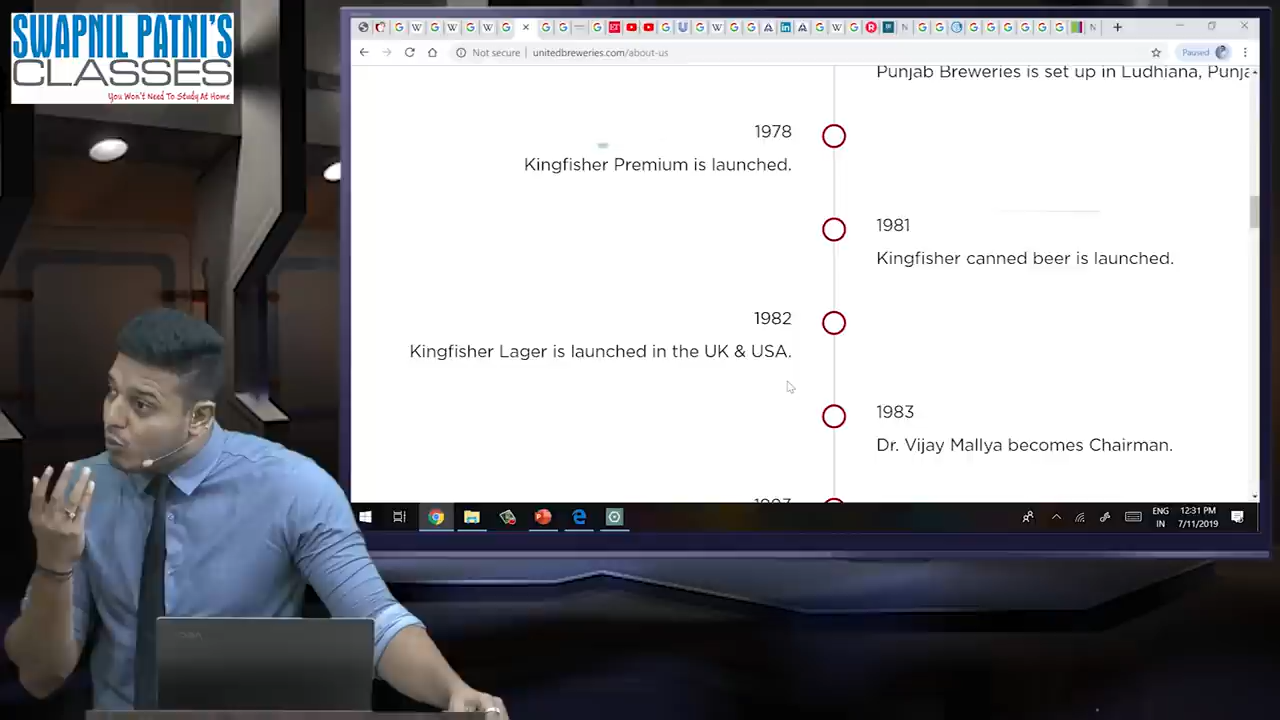 SWAPNIL PATNI'S
CLASSES
You Won't Need To Study At Home
Not secure
unitedbreweries.com/about-us
Paused
Punjab Breweries is set up in Ludhiana, Punja
1978
Kingfisher Premium is launched.
1981
Kingfisher canned beer is launched.
1982
Kingfisher Lager is launched in the UK & USA.
1983
Dr. Vijay Mallya becomes Chairman.
ENG
IN
12:31 PM
7/11/2019